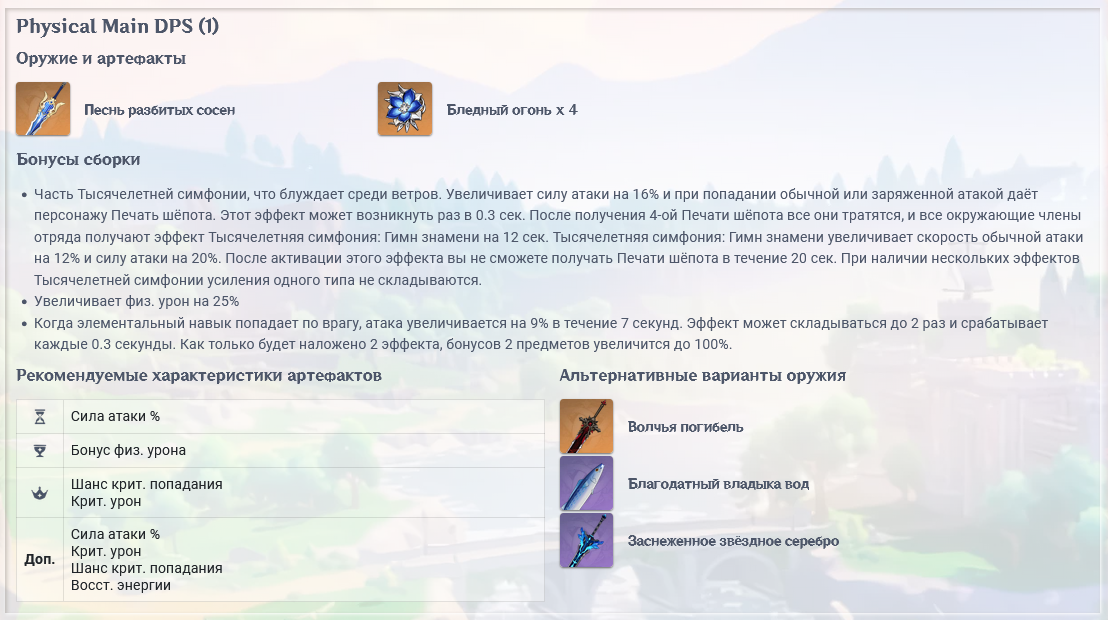 Physical Main DPS (1)
Оружие и артефакты
Песнь разбитых сосен
Бледный огонь x 4
Бонусы сборки
• Часть Тысячелетней симфонии, что блуждает среди ветров. Увеличивает силу атаки на 16% и при попадании обычной или заряженной атакой даёт
персонажу Печать шёпота. Этот эффект может возникнуть раз в 0.3 сек. После получения 4-ой Печати шёпота все они тратятся, и все окружающие члены
отряда получают эффект Тысячелетняя симфония: Гимн знамени на 12 сек. Тысячелетняя симфония: Гимн знамени увеличивает скорость обычной атаки
на 12% и силу атаки на 20%. После активации этого эффекта вы не сможете получать Печати шёпота в течение 20 сек. При наличии нескольких эффектов
Тысячелетней симфонии усиления одного типа не складываются.
• Увеличивает физ. урон на 25%
• Когда элементальный навык попадает по врагу, атака увеличивается на 9% в течение 7 секунд. Эффект может складываться до 2 раз и срабатывает
каждые 0.3 секунды. Как только будет наложено 2 эффекта, бонусов 2 предметов увеличится до 100%.
Рекомендуемые характеристики артефактов
Сила атаки %
Бонус физ. урона
Шанс крит. попадания
Крит. урон
Доп.
Сила атаки %
Крит. урон
Шанс крит. попадания
Восст. энергии
Альтернативные варианты оружия
Волчья погибель
Благодатный владыка вод
Заснеженное звёздное серебро